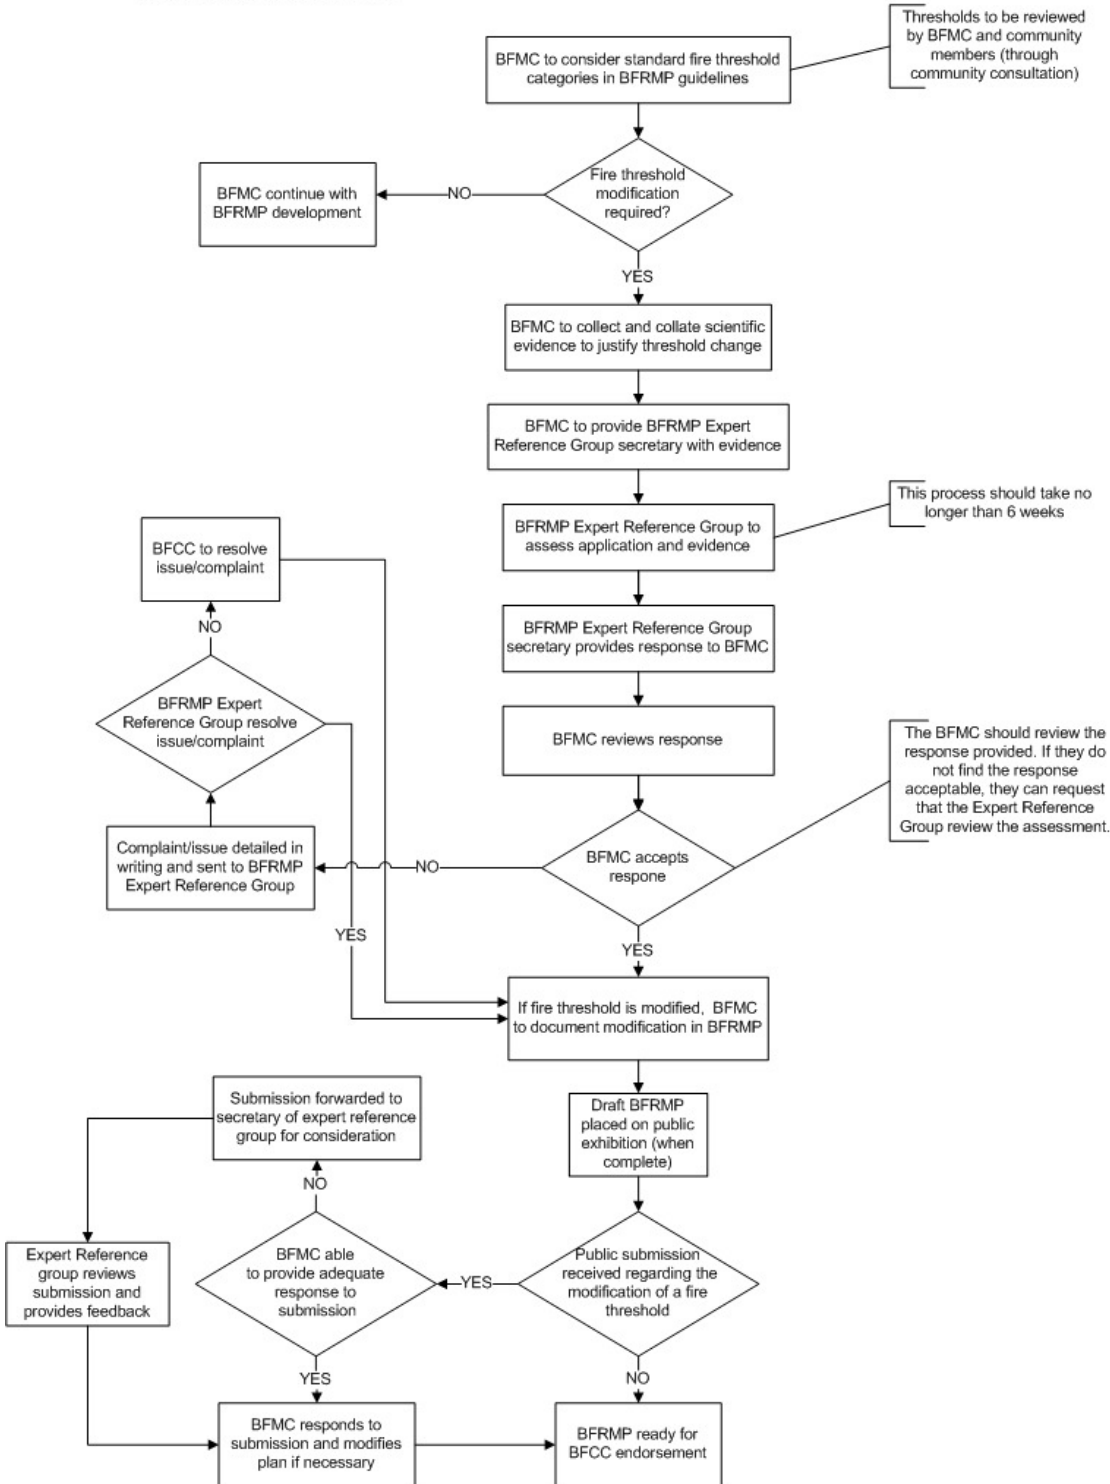 Thresholds to be reviewed
by BFMC and community
members (through
community consultation)
BFMC to consider standard fire threshold
categories in BFRMP guidelines
Fire threshold
modification
required?
NO
BFMC continue with
BFRMP development
YES
BFMC to collect and collate scientific
evidence to justify threshold change
BFMC to provide BFRMP Expert
Reference Group secretary with evidence
This process should take no
longer than 6 weeks
BFRMP Expert Reference Group to
assess application and evidence
BFCC to resolve
issue/complaint
NO
BFRMP Expert Reference Group
secretary provides response to BFMC
BFRMP Expert
Reference Group resolve
issue/complaint
BFMC reviews response
The BFMC should review the
response provided. If they do
not find the response
acceptable, they can request
that the Expert Reference
Group review the assessment.
Complaint/issue detailed in
writing and sent to BFRMP
Expert Reference Group
NO
BFMC accepts
respone
YES
YES
If fire threshold is modified, BFMC
to document modification in BFRMP
Submission forwarded to
secretary of expert reference
group for consideration
Draft BFRMP
placed on public
exhibition (when
complete)
NO
Expert Reference
group reviews
submission and
provides feedback
BFMC able
to provide adequate
response to
submission
YES
Public submission
received regarding the
modification of a fire
threshold
YES
NO
BFMC responds to
submission and modifies
plan if necessary
BFRMP ready for
BFCC endorsement